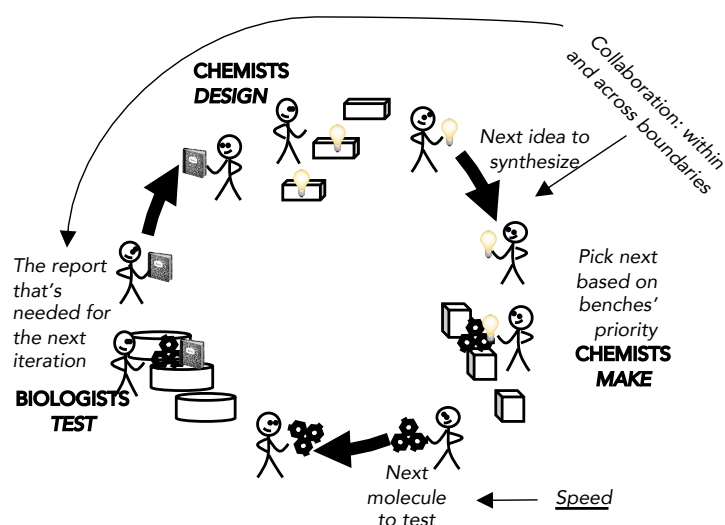 CHEMISTS
DESIGN
Collaboration: within
and across boundaries
Next idea to
synthesize
Pick next
based on
benches’
priority
CHEMISTS
MAKE
Speed
Next
molecule
to test
BIOLOGISTS
TEST
The report
that's
needed for
the next
iteration